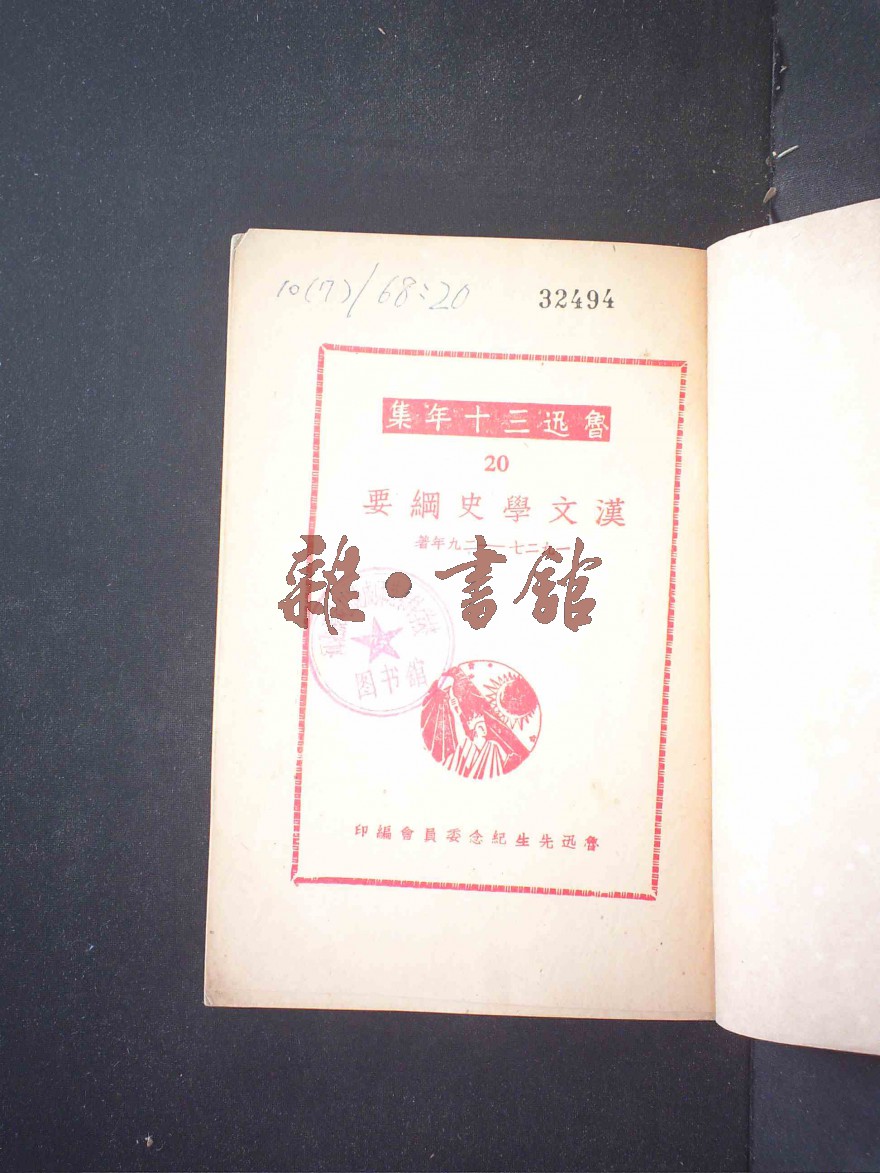 10(7)/68:20
32494
魯迅三十年集
20
漢文學史綱要
一九二七—二九年著
雜·書館
图书馆
魯迅先生紀念委員會編印